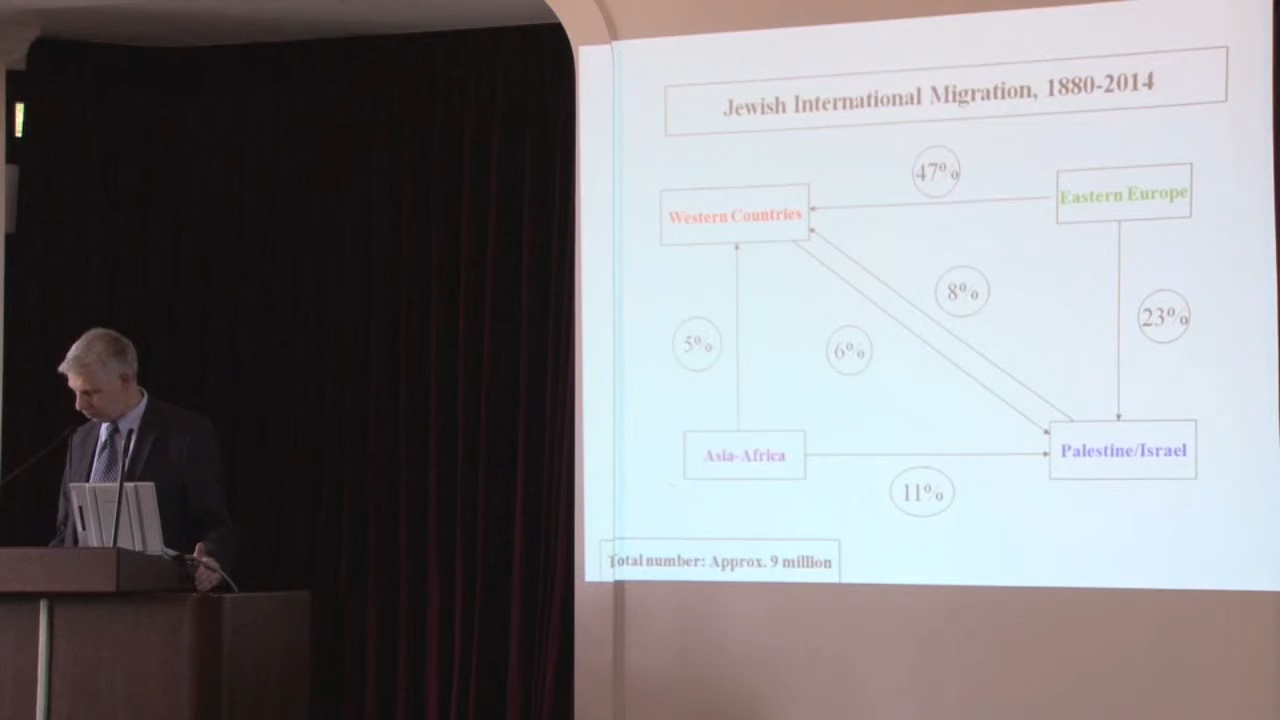 Jewish International Migration, 1880-2014
47%
Western Countries
Eastern Europe
8%
23%
5%
6%
Asia-Africa
Palestine/Israel
11%
Total number: Approx. 9 million